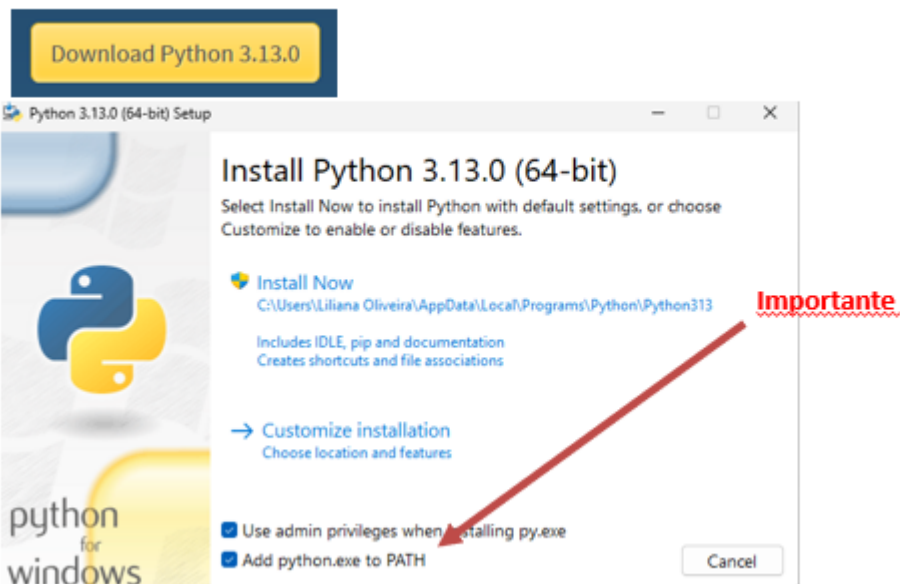 Download Python 3.13.0
Python 3.13.0 (64-bit) Setup
Install Python 3.13.0 (64-bit)
Select Install Now to install Python with default settings, or choose
Customize to enable or disable features.
Install Now
C:\Users\Liliana Oliveira\AppData\Local\Programs\Python\Python313
Importante
Includes IDLE, pip and documentation
Creates shortcuts and file associations
Customize installation
Choose location and features
python
for
windows
Use admin privileges when installing py.exe
Add python.exe to PATH
Cancel